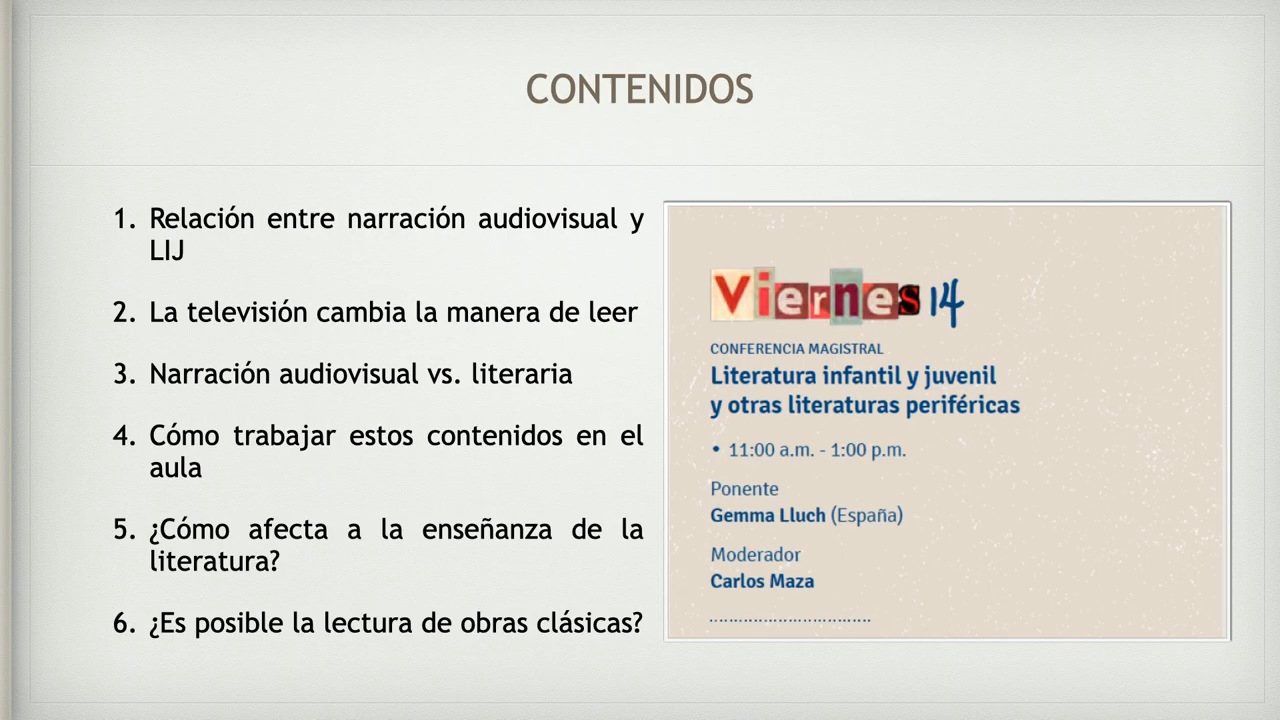 CONTENIDOS
1. Relación entre narración audiovisual y
LIJ
2. La televisión cambia la manera de leer
3. Narración audiovisual vs. literaria
4. Cómo trabajar estos contenidos en el
aula
5. ¿Cómo afecta a la enseñanza de la
literatura?
6. ¿Es posible la lectura de obras clásicas?
Viernes 14
CONFERENCIA MAGISTRAL
Literatura infantil y juvenil
y otras literaturas periféricas
• 11:00 a.m. - 1:00 p.m.
Ponente
Gemma Lluch (España)
Moderador
Carlos Maza